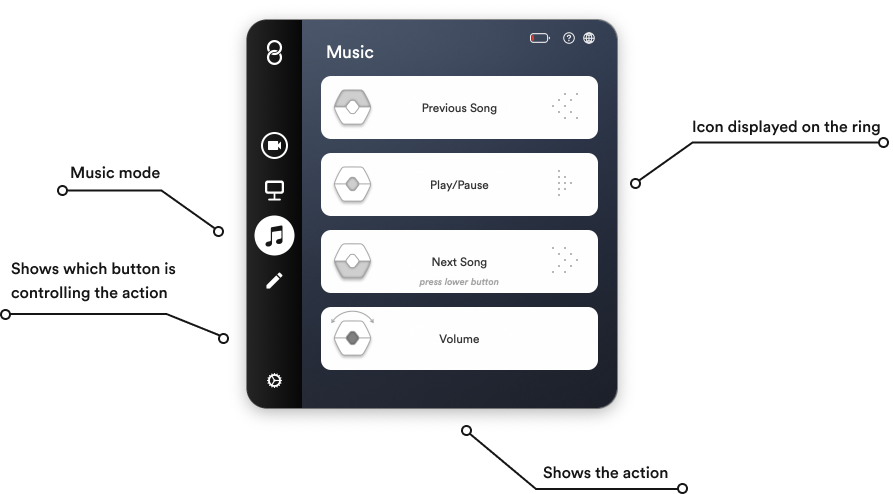 Music
Previous Song
Icon displayed on the ring
Music mode
Play/Pause
Shows which button is
controlling the action
Next Song
press lower button
Volume
Shows the action